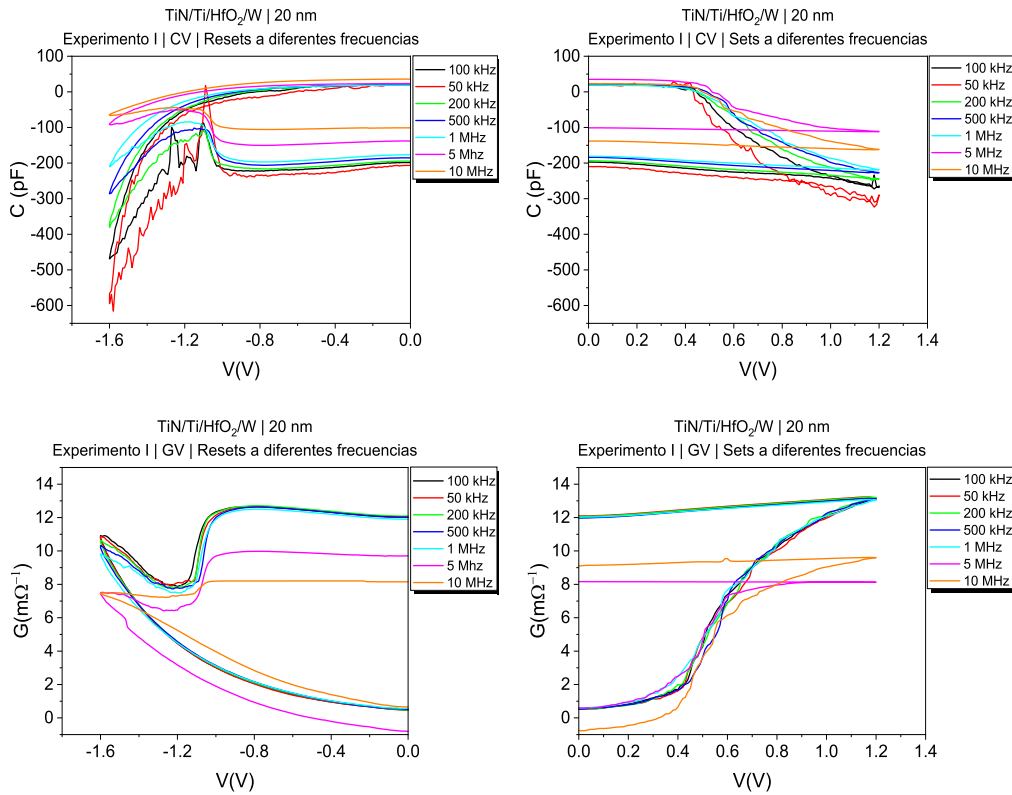 TiN/Ti/HfO₂/W | 20 nm
Experimento I | CV | Resets a diferentes frecuencias
100
0
-100
-200
-300
-400
-500
-600
C (pF)
-1.6
-1.2
-0.8
-0.4
0.0
V(V)
100 kHz
50 kHz
200 kHz
500 kHz
1 MHz
5 Mhz
10 MHz
TiN/Ti/HfO₂/W | 20 nm
Experimento I | CV | Sets a diferentes frecuencias
100
0
-100
-200
-300
-400
-500
-600
C (pF)
0.0
0.2
0.4
0.6
0.8
1.0
1.2
1.4
V(V)
100 kHz
50 kHz
200 kHz
500 kHz
1 MHz
5 Mhz
10 MHz
TiN/Ti/HfO₂/W | 20 nm
Experimento I | GV | Resets a diferentes frecuencias
14
12
10
8
6
4
2
0
G(mΩ⁻¹)
-1.6
-1.2
-0.8
-0.4
0.0
V(V)
100 kHz
50 kHz
200 kHz
500 kHz
1 MHz
5 MHz
10 MHz
TiN/Ti/HfO₂/W | 20 nm
Experimento I | GV | Sets a diferentes frecuencias
14
12
10
8
6
4
2
0
G(mΩ⁻¹)
0.0
0.2
0.4
0.6
0.8
1.0
1.2
1.4
V(V)
100 kHz
50 kHz
200 kHz
500 kHz
1 MHz
5 MHz
10 MHz